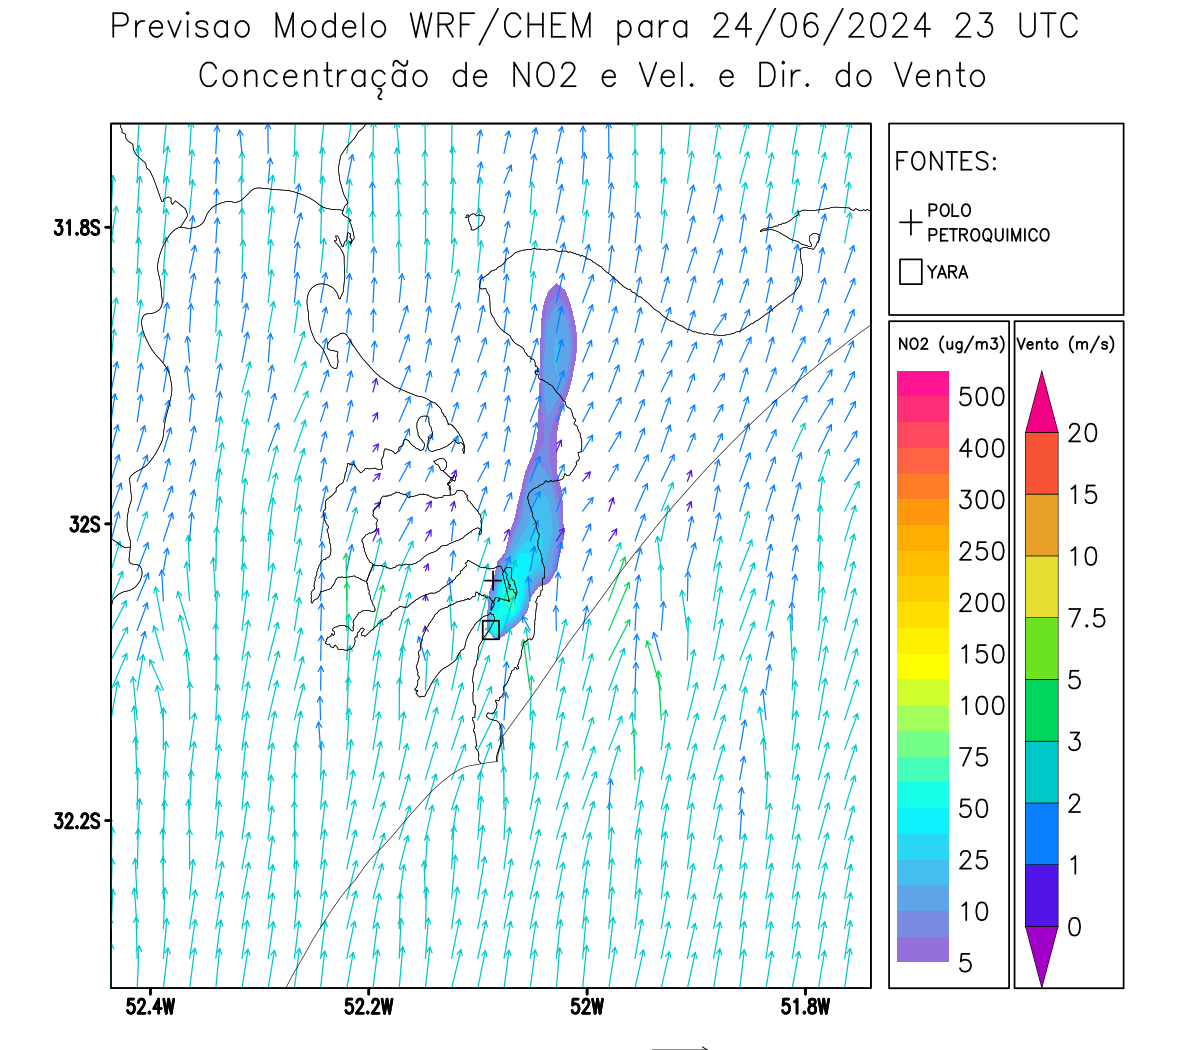 Previsao Modelo WRF/CHEM para 24/06/2024 23 UTC
Concentração de NO2 e Vel. e Dir. do Vento
FONTES:
POLO
PETROQUIMICO
YARA
31.8S
32S
32.2S
52.4W
52.2W
52W
51.8W
NO2 (ug/m3)
500
400
300
250
200
150
100
75
50
25
10
5
Vento (m/s)
20
15
10
7.5
5
3
2
1
0